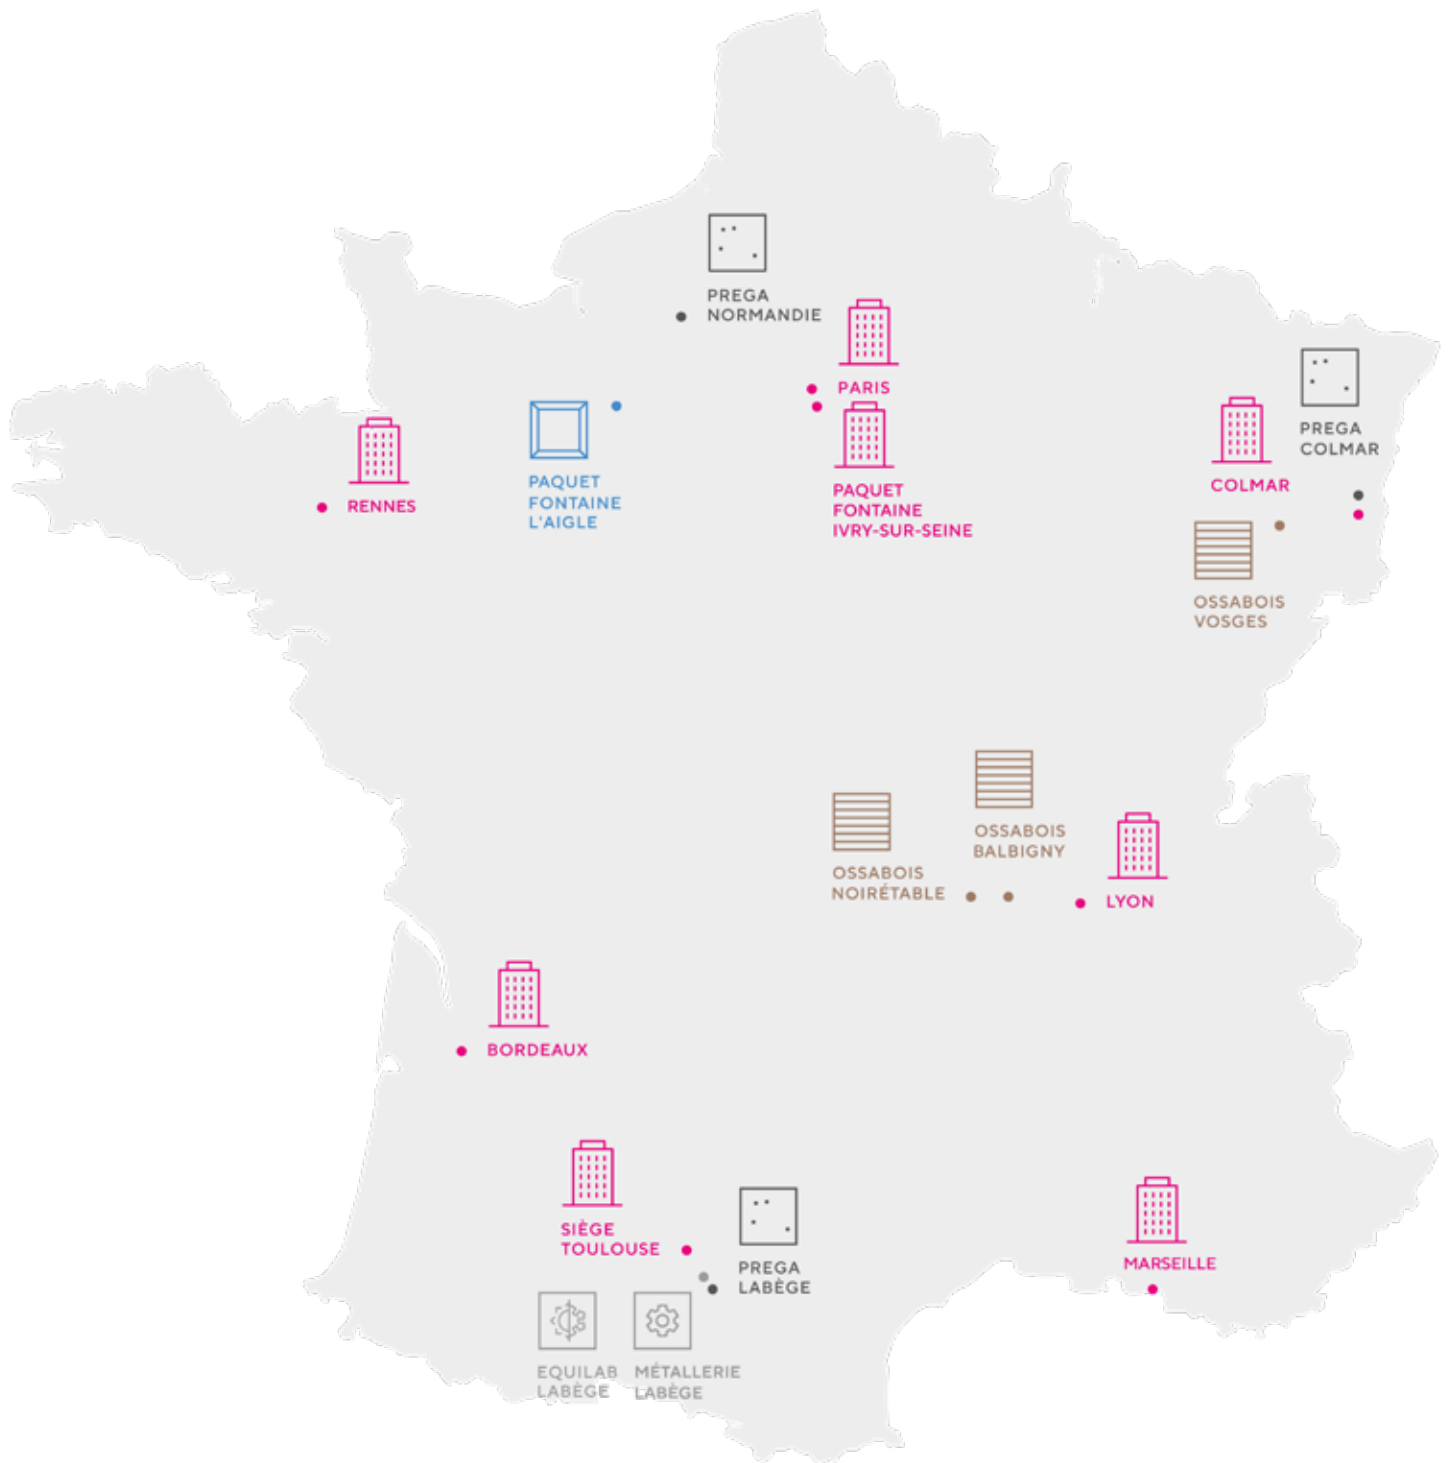 PREGA
NORMANDIE
PARIS
PREGA
COLMAR
COLMAR
RENNES
PAQUET
FONTAINE
L'AIGLE
PAQUET
FONTAINE
IVRY-SUR-SEINE
OSSABOIS
VOSGES
OSSABOIS
BALBIGNY
OSSABOIS
NOIRÉTABLE
LYON
BORDEAUX
SIÈGE
TOULOUSE
PREGA
LABÈGE
MARSEILLE
EQUILAB
LABÈGE
MÉTALLERIE
LABÈGE